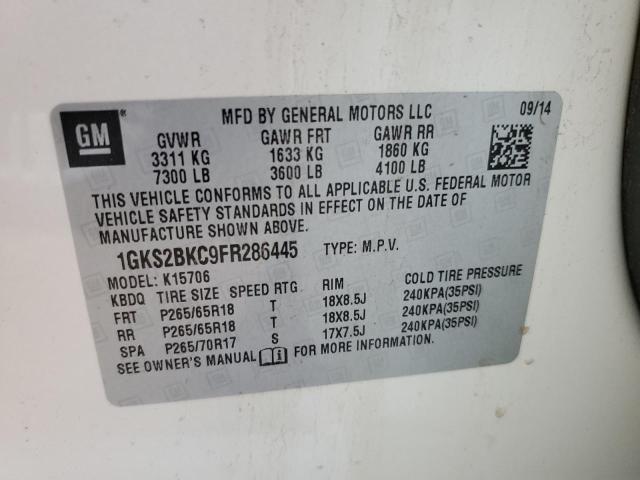 GM
MFD BY GENERAL MOTORS LLC 09/14
GVWR GAWR FRT GAWR RR
3311 KG 1633 KG 1860 KG
7300 LB 3600 LB 4100 LB
THIS VEHICLE CONFORMS TO ALL APPLICABLE U.S. FEDERAL MOTOR
VEHICLE SAFETY STANDARDS IN EFFECT ON THE DATE OF
MANUFACTURE SHOWN ABOVE.
1GKS2BKC9FR286445 TYPE: M.P.V.
MODEL: K15706
KBDQ TIRE SIZE SPEED RTG RIM COLD TIRE PRESSURE
FRT P265/65R18 T 18X8.5J 240KPA(35PSI)
RR P265/65R18 T 18X8.5J 240KPA(35PSI)
SPA P265/70R17 S 17X7.5J 240KPA(35PSI)
SEE OWNER'S MANUAL i FOR MORE INFORMATION.